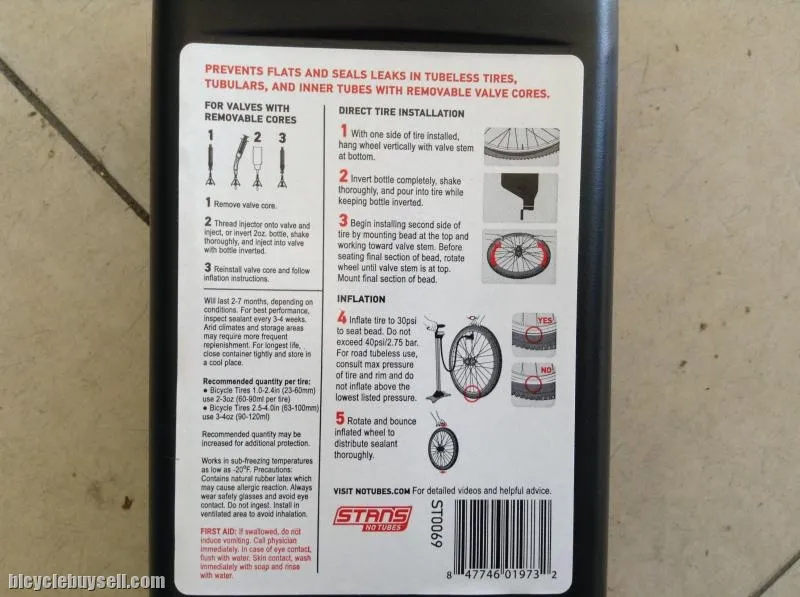 PREVENTS FLATS AND SEALS LEAKS IN TUBELESS TIRES,
TUBULARS, AND INNER TUBES WITH REMOVABLE VALVE CORES.
FOR VALVES WITH
REMOVABLE CORES
1 2 3
1 Remove valve core.
2 Thread injector onto valve and
inject, or invert 2oz. bottle, shake
thoroughly, and inject into valve
with bottle inverted.
3 Reinstall valve core and follow
inflation instructions.
Will last 2-7 months, depending on
conditions. For best performance,
inspect sealant every 3-4 weeks.
Arid climates and storage areas
may require more frequent
replenishment. For longest life,
close container tightly and store in
a cool place.
Recommended quantity per tire:
● Bicycle Tires 1.0-2.4in (23-60mm)
use 2-3oz (60-90ml per tire)
● Bicycle Tires 2.5-4.0in (63-100mm)
use 3-4oz (90-120ml)
Recommended quantity may be
increased for additional protection.
Works in sub-freezing temperatures
as low as -20°F. Precautions:
Contains natural rubber latex which
may cause allergic reaction. Always
wear safety glasses and avoid eye
contact. Do not ingest. Install in
ventilated area to avoid inhalation.
FIRST AID: If swallowed, do not
induce vomiting. Call physician
immediately. In case of eye contact,
flush with water. Skin contact, wash
immediately with soap and rinse
with water.
DIRECT TIRE INSTALLATION
1 With one side of tire installed,
hang wheel vertically with valve stem
at bottom.
2 Invert bottle completely, shake
thoroughly, and pour into tire while
keeping bottle inverted.
3 Begin installing second side of
tire by mounting bead at the top and
working toward valve stem. Before
seating final section of bead, rotate
wheel until valve stem is at top.
Mount final section of bead.
INFLATION
4 Inflate tire to 30psi
to seat bead. Do not
exceed 40psi/2.75 bar.
For road tubeless use,
consult max pressure
of tire and rim and do
not inflate above the
lowest listed pressure.
YES
NO
5 Rotate and bounce
inflated wheel to
distribute sealant
thoroughly.
VISIT NOTUBES.COM For detailed videos and helpful advice.
STANS
NO TUBES
ST0069
8 47746 01973 2
bicyclebuysell.com